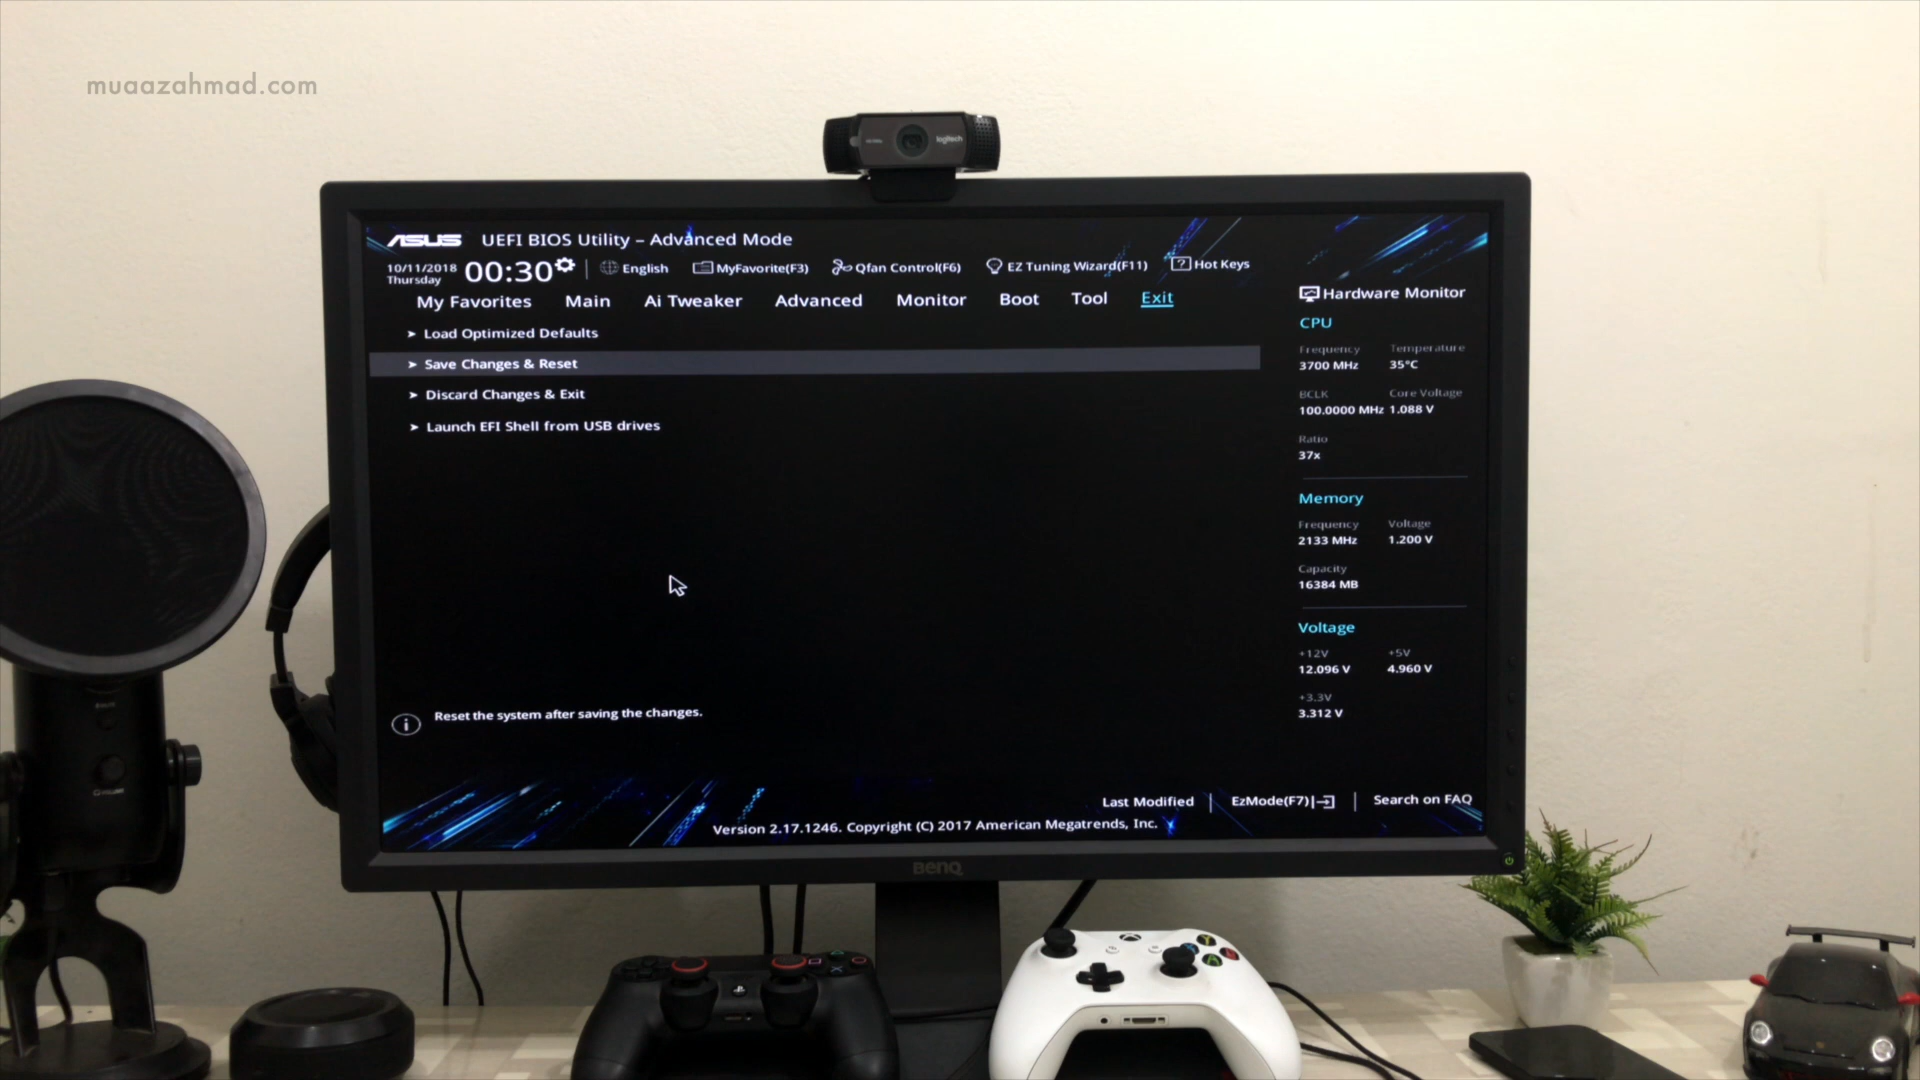 muaazahmad.com
logitech
ASUS UEFI BIOS Utility – Advanced Mode
10/11/2018
Thursday
00:30
English
MyFavorite(F3)
Qfan Control(F6)
EZ Tuning Wizard(F11)
? Hot Keys
My Favorites Main Ai Tweaker Advanced Monitor Boot Tool Exit
Load Optimized Defaults
Save Changes & Reset
Discard Changes & Exit
Launch EFI Shell from USB drives
Reset the system after saving the changes.
Hardware Monitor
CPU
Frequency Temperature
3700 MHz 35°C
BCLK Core Voltage
100.0000 MHz 1.088 V
Ratio
37x
Memory
Frequency Voltage
2133 MHz 1.200 V
Capacity
16384 MB
Voltage
+12V +5V
12.096 V 4.960 V
+3.3V
3.312 V
Last Modified
EzMode(F7)
Search on FAQ
Version 2.17.1246. Copyright (C) 2017 American Megatrends, Inc.
BenQ